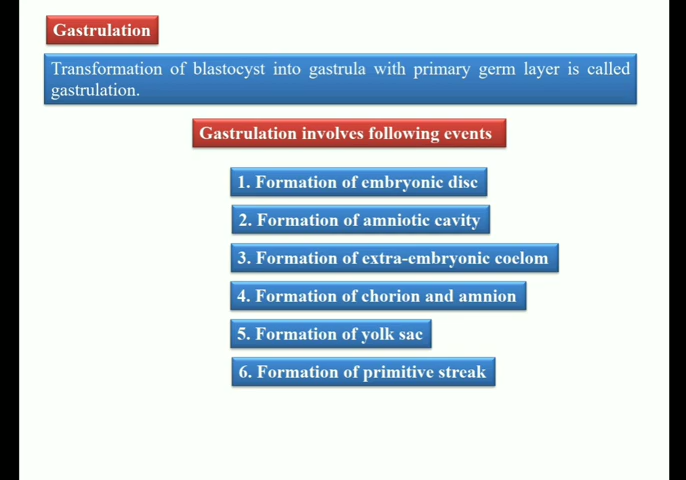 Gastrulation
Transformation of blastocyst into gastrula with primary germ layer is called
gastrulation.
Gastrulation involves following events
1. Formation of embryonic disc
2. Formation of amniotic cavity
3. Formation of extra-embryonic coelom
4. Formation of chorion and amnion
5. Formation of yolk sac
6. Formation of primitive streak